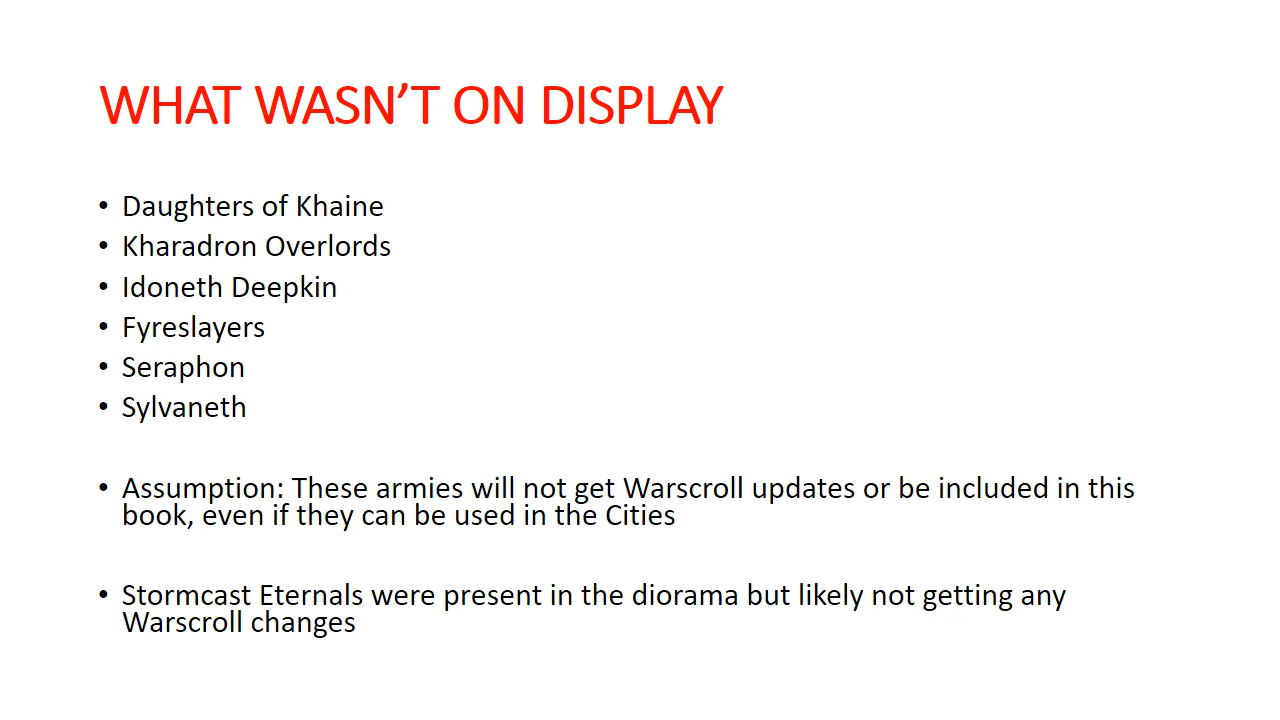 WHAT WASN’T ON DISPLAY
• Daughters of Khaine
• Kharadron Overlords
• Idoneth Deepkin
• Fyreslayers
• Seraphon
• Sylvaneth
• Assumption: These armies will not get Warscroll updates or be included in this
book, even if they can be used in the Cities
• Stormcast Eternals were present in the diorama but likely not getting any
Warscroll changes